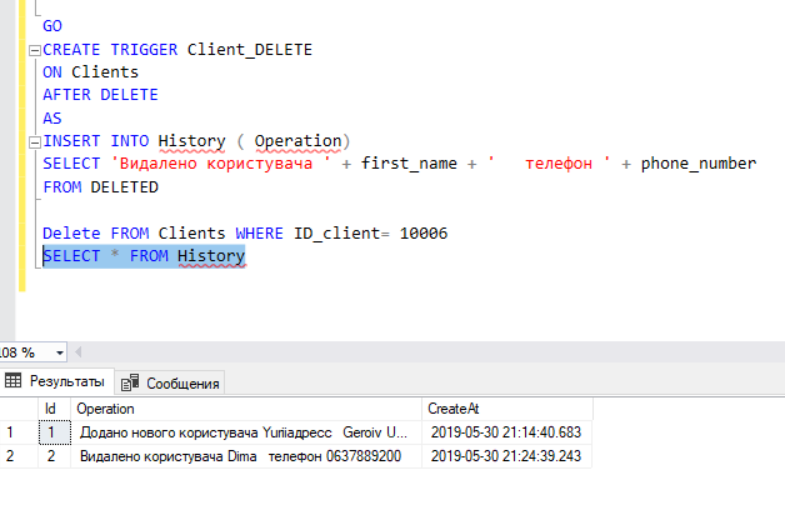 GO
CREATE TRIGGER Client_DELETE
ON Clients
AFTER DELETE
AS
INSERT INTO History ( Operation)
SELECT 'Видалено користувача ' + first_name + '   телефон ' + phone_number
FROM DELETED
Delete FROM Clients WHERE ID_client= 10006
SELECT * FROM History
108 %
Результаты Сообщения
Id Operation CreateAt
1 1 Додано нового користувача Yuriiадресс   Geroiv U... 2019-05-30 21:14:40.683
2 2 Видалено користувача Dima   телефон 0637889200 2019-05-30 21:24:39.243